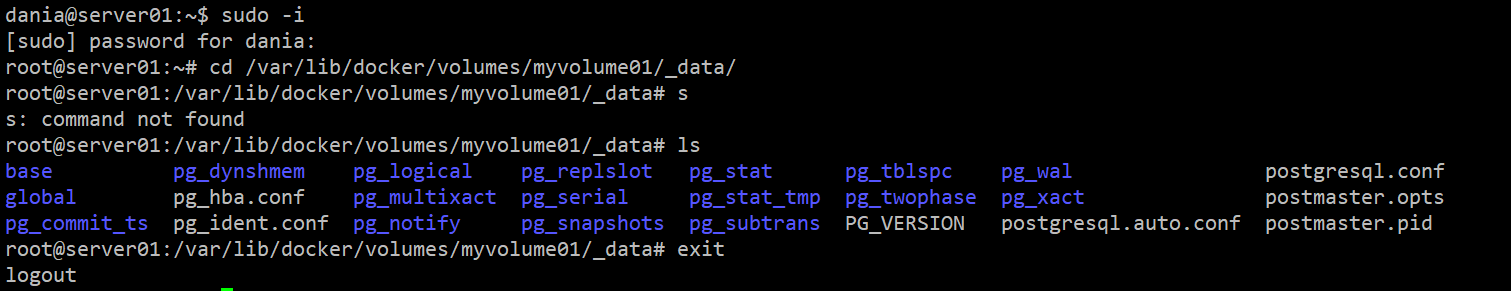 dania@server01:~$ sudo -i
[sudo] password for dania:
root@server01:~# cd /var/lib/docker/volumes/myvolume01/_data/
root@server01:/var/lib/docker/volumes/myvolume01/_data# s
s: command not found
root@server01:/var/lib/docker/volumes/myvolume01/_data# ls
base          pg_dynshmem    pg_logical    pg_replslot   pg_stat      pg_tblspc    pg_wal               postgresql.conf
global        pg_hba.conf    pg_multixact  pg_serial     pg_stat_tmp  pg_twophase  pg_xact              postmaster.opts
pg_commit_ts  pg_ident.conf  pg_notify     pg_snapshots  pg_subtrans  PG_VERSION   postgresql.auto.conf  postmaster.pid
root@server01:/var/lib/docker/volumes/myvolume01/_data# exit
logout